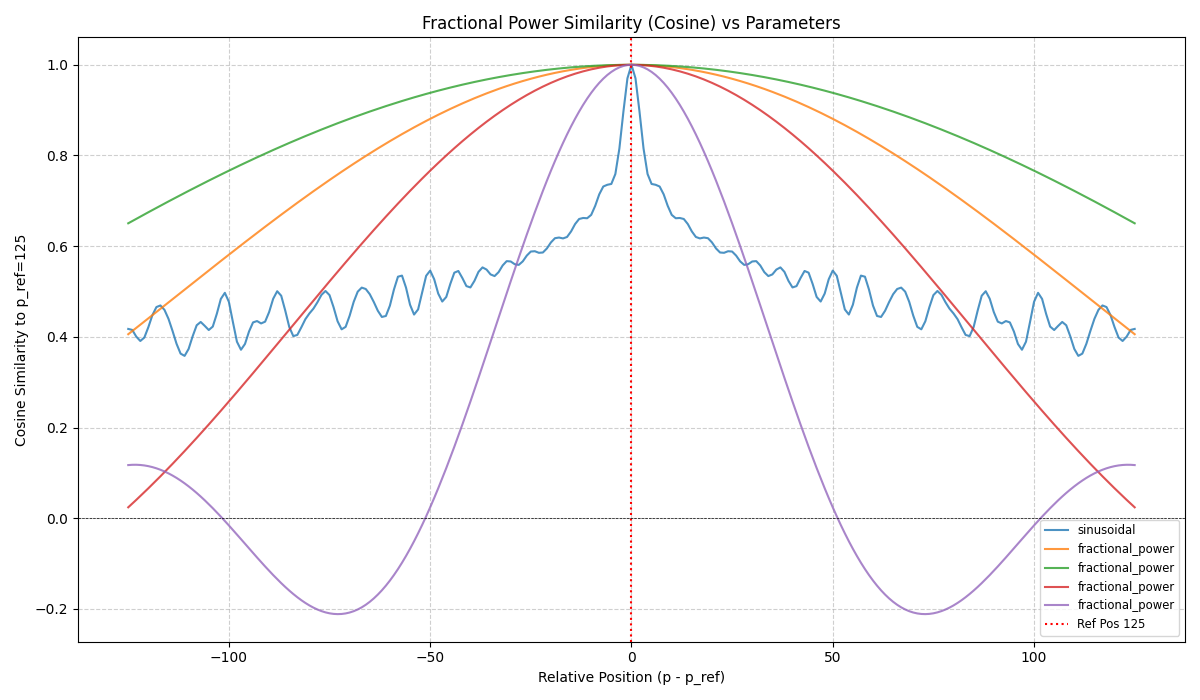 Fractional Power Similarity (Cosine) vs Parameters
Cosine Similarity to p_ref=125
1.0
0.8
0.6
0.4
0.2
0.0
−0.2
−100
−50
0
50
100
Relative Position (p - p_ref)
sinusoidal
fractional_power
fractional_power
fractional_power
fractional_power
Ref Pos 125